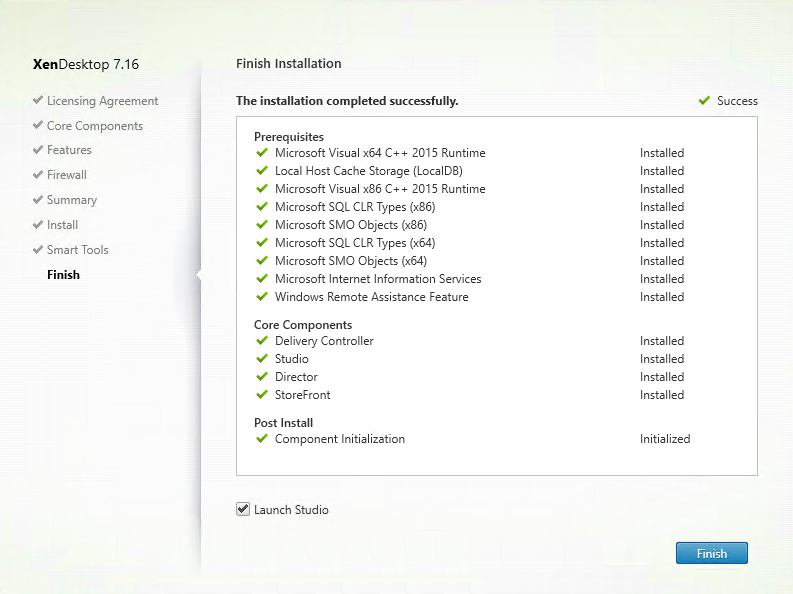 XenDesktop 7.16
Licensing Agreement
Core Components
Features
Firewall
Summary
Install
Smart Tools
Finish
Finish Installation
The installation completed successfully. Success
Prerequisites
Microsoft Visual x64 C++ 2015 Runtime Installed
Local Host Cache Storage (LocalDB) Installed
Microsoft Visual x86 C++ 2015 Runtime Installed
Microsoft SQL CLR Types (x86) Installed
Microsoft SMO Objects (x86) Installed
Microsoft SQL CLR Types (x64) Installed
Microsoft SMO Objects (x64) Installed
Microsoft Internet Information Services Installed
Windows Remote Assistance Feature Installed
Core Components
Delivery Controller Installed
Studio Installed
Director Installed
StoreFront Installed
Post Install
Component Initialization Initialized
Launch Studio
Finish